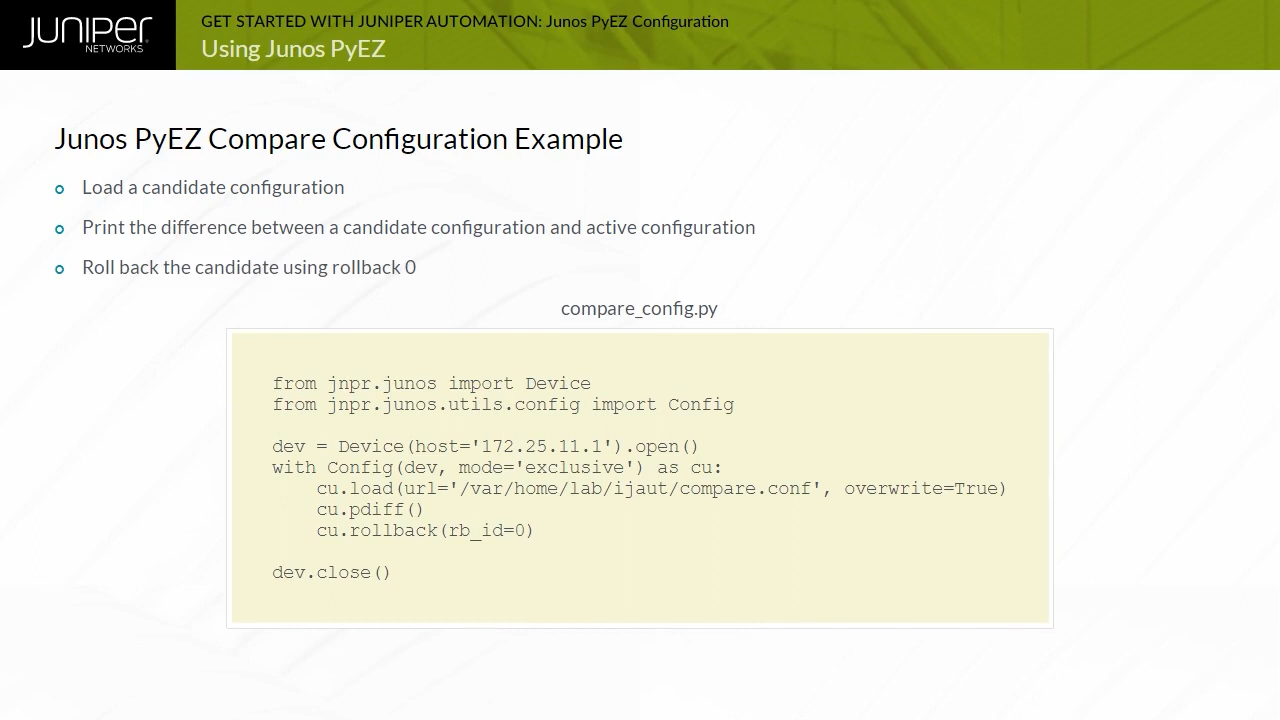 JUNIPER
NETWORKS
GET STARTED WITH JUNIPER AUTOMATION: Junos PyEZ Configuration
Using Junos PyEZ
Junos PyEZ Compare Configuration Example
Load a candidate configuration
Print the difference between a candidate configuration and active configuration
Roll back the candidate using rollback 0
compare_config.py
from jnpr.junos import Device
from jnpr.junos.utils.config import Config
dev = Device(host='172.25.11.1').open()
with Config(dev, mode='exclusive') as cu:
    cu.load(url='/var/home/lab/ijaut/compare.conf', overwrite=True)
    cu.pdiff()
    cu.rollback(rb_id=0)
dev.close()